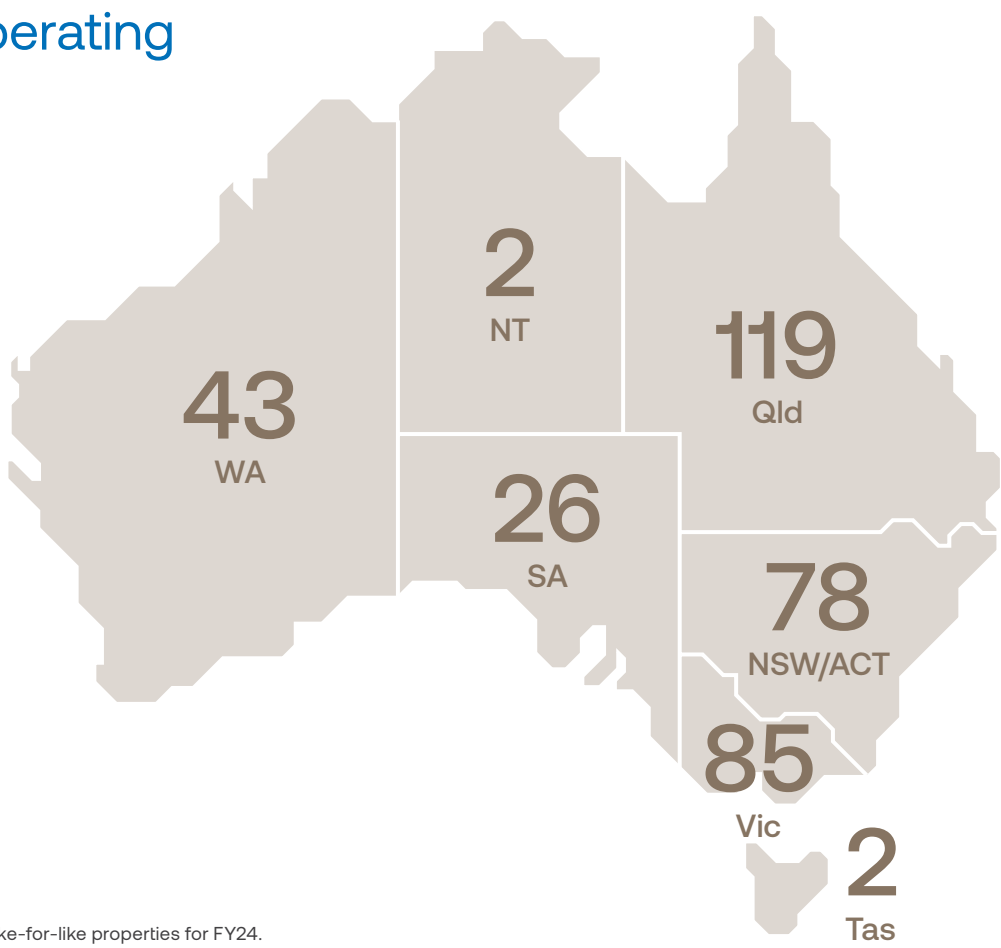 perating
2
NT
119
Qld
43
WA
26
SA
78
NSW/ACT
85
Vic
2
Tas
ke-for-like properties for FY24.